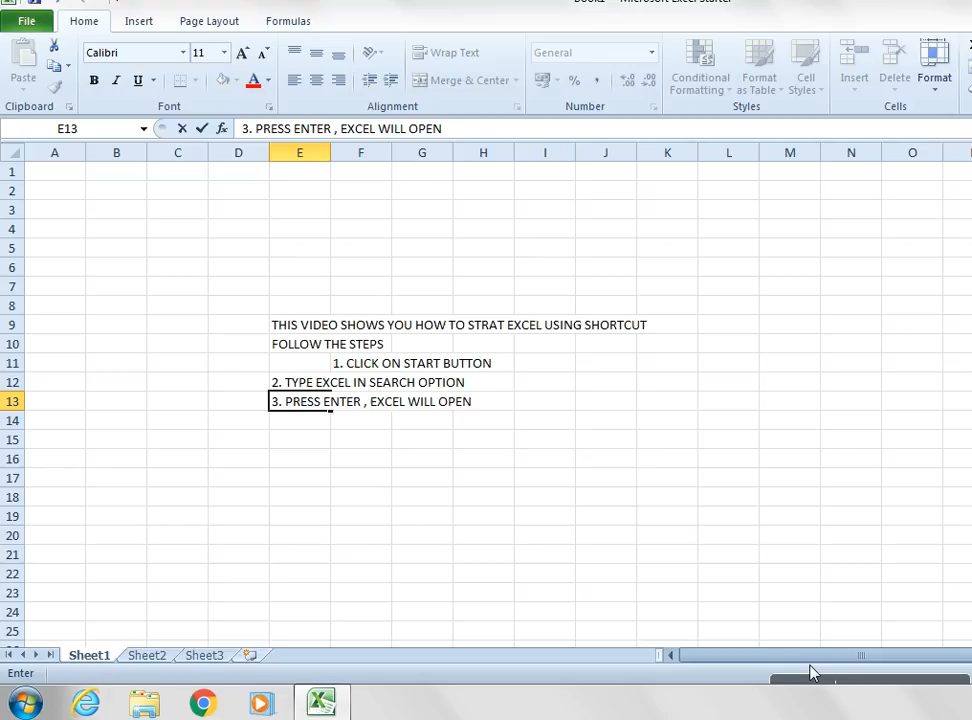 File Home Insert Page Layout Formulas
Calibri 11 Wrap Text General
Paste B I U Merge & Center % , Conditional Formatting Format as Table Cell Styles Insert Delete Format
Clipboard Font Alignment Number Styles Cells
E13 fx 3. PRESS ENTER , EXCEL WILL OPEN
A B C D E F G H I J K L M N O
1
2
3
4
5
6
7
8
9 THIS VIDEO SHOWS YOU HOW TO STRAT EXCEL USING SHORTCUT
10 FOLLOW THE STEPS
11 1. CLICK ON START BUTTON
12 2. TYPE EXCEL IN SEARCH OPTION
13 3. PRESS ENTER , EXCEL WILL OPEN
14
15
16
17
18
19
20
21
22
23
24
25
Sheet1 Sheet2 Sheet3
Enter